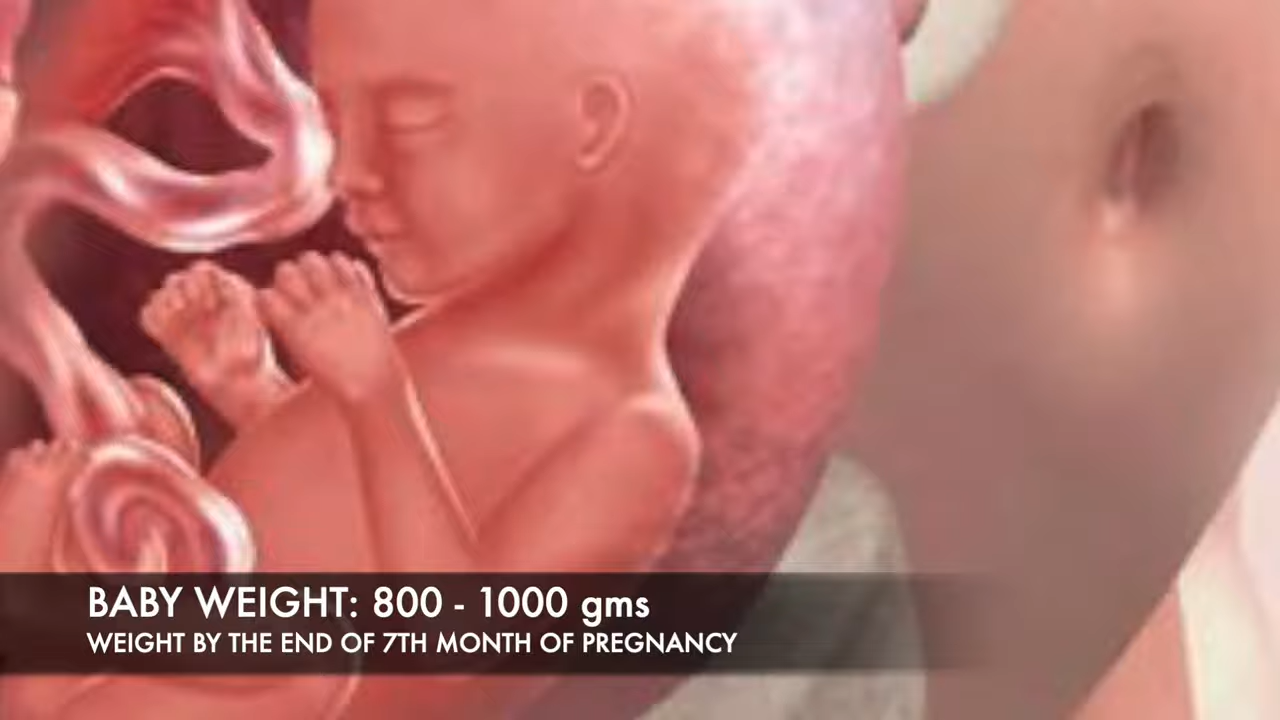 BABY WEIGHT: 800 - 1000 gms
WEIGHT BY THE END OF 7TH MONTH OF PREGNANCY